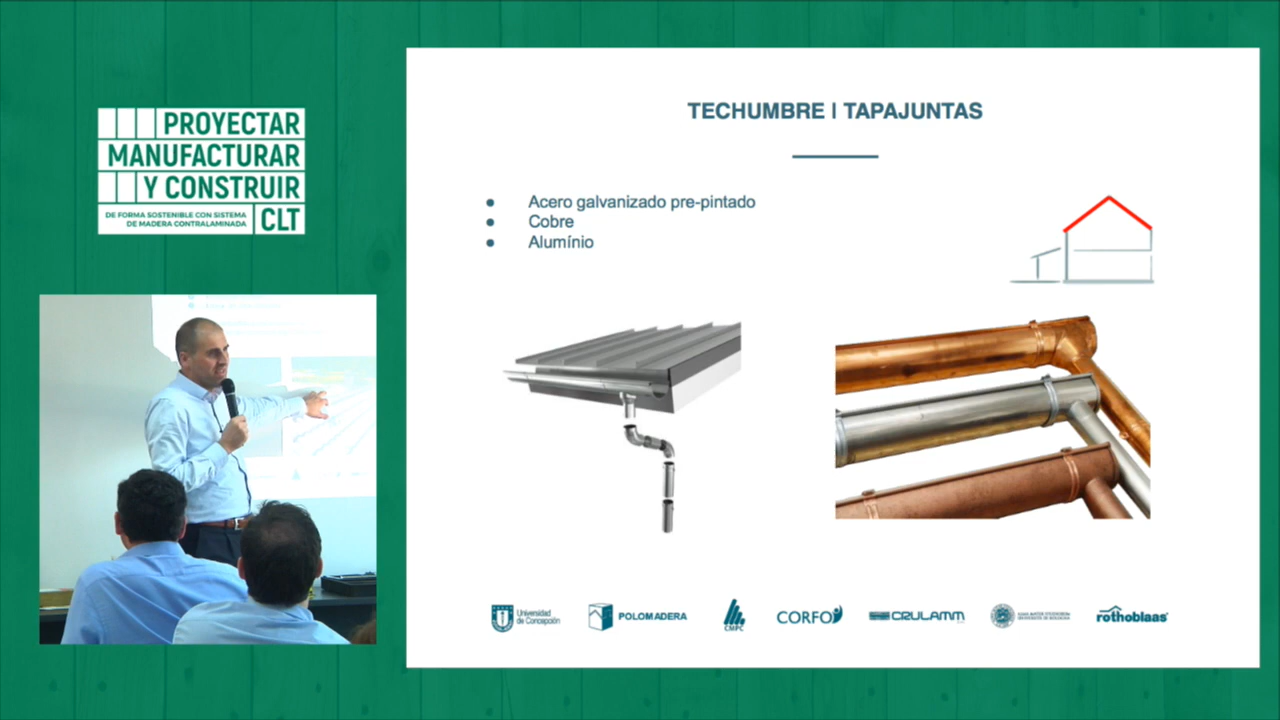 PROYECTAR
MANUFACTURAR
Y CONSTRUIR
DE FORMA SOSTENIBLE CON SISTEMA
DE MADERA CONTRALAMINADA
CLT
TECHUMBRE | TAPAJUNTAS
● Acero galvanizado pre-pintado
● Cobre
● Alumínio
Universidad
de Concepción
POLOMADERA
CMPC
CORFO
CRULAMM
rothoblaas